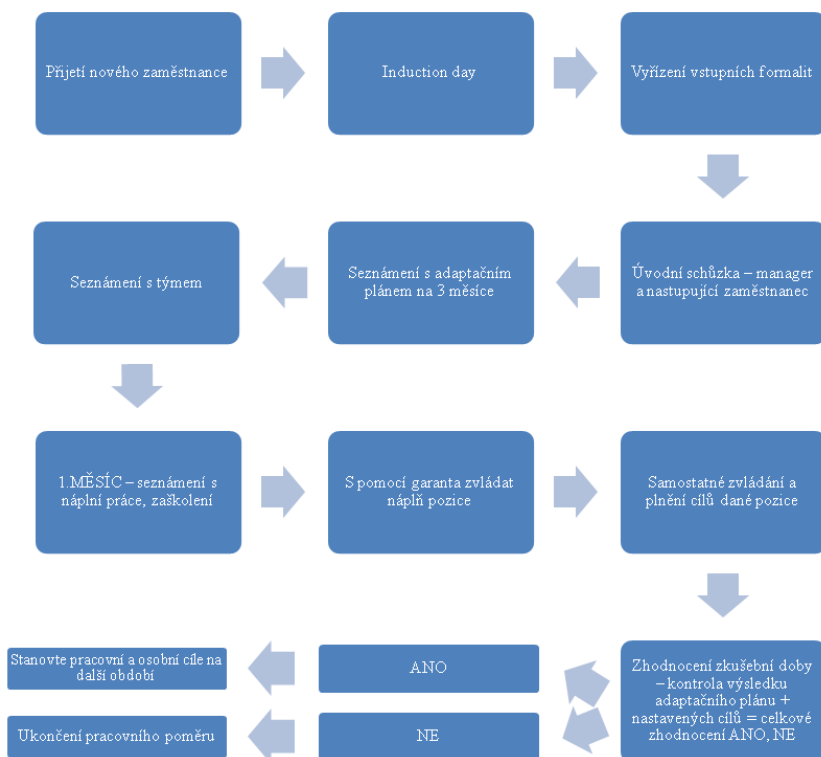 Přijetí nového zaměstnance
Induction day
Vyřízení vstupních formalit
Úvodní schůzka – manager
a nastupující zaměstnanec
Seznámení s adaptačním
plánem na 3 měsíce
Seznámení s týmem
1.MĚSÍC – seznámení s
náplní práce, zaškolení
S pomocí garanta zvládat
náplň pozice
Samostatné zvládání a
plnění cílů dané pozice
Zhodnocení zkušební doby
– kontrola výsledku
adaptačního plánu +
nastavených cílů = celkové
zhodnocení ANO, NE
ANO
Stanovte pracovní a osobní cíle na
další období
NE
Ukončení pracovního poměru